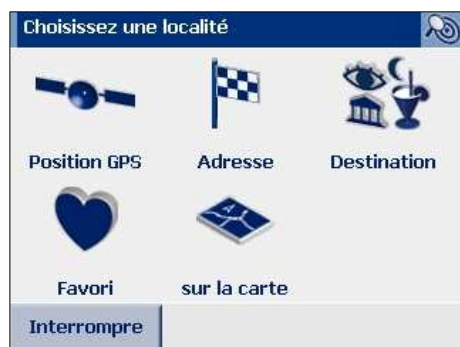 Choisissez une localité
Position GPS Adresse Destination
Favori sur la carte
Interrompre